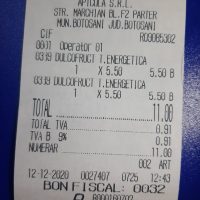 APICULA S.R.L.
STR. MARCHIAN BL.F2 PARTER
MUN.BOTOSANI JUD.BOTOSANI
CIF RO9085302
0001 Operator 01
0319 DULCOFRUCT T.ENERGETICA
1 X 5.50 5.50 B
0319 DULCOFRUCT T.ENERGETICA
1 X 5.50 5.50 B
TOTAL 11.00
TOTAL TVA 0.91
TVA B 9% 0.91
NUMERAR 11.00
002 ART
12-12-2020 0027407 0725 12:43
BON FISCAL: 0032